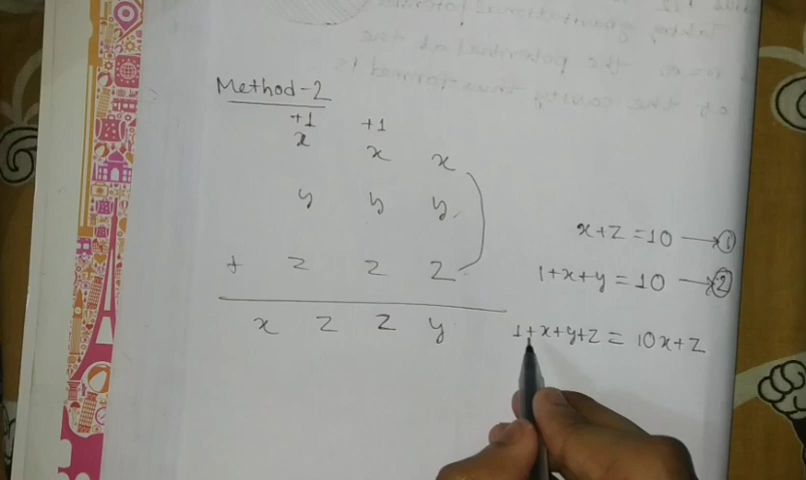 Method-2
+1 +1
x x x
y y y
+ z z z
x z z y
x+z=10 → 1
1+x+y=10 → 2
1+x+y+z = 10x+z